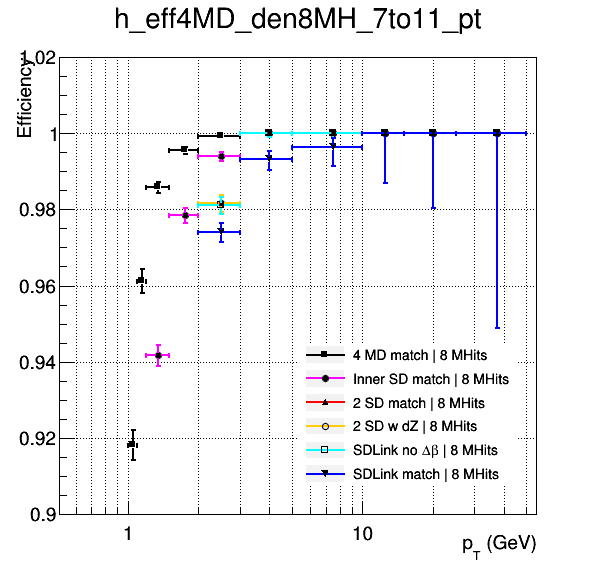 h_eff4MD_den8MH_7to11_pt
Efficiency
1.02
1
0.98
0.96
0.94
0.92
0.9
4 MD match | 8 MHits
Inner SD match | 8 MHits
2 SD match | 8 MHits
2 SD w dZ | 8 MHits
SDLink no Δβ | 8 MHits
SDLink match | 8 MHits
1
10
p_T (GeV)